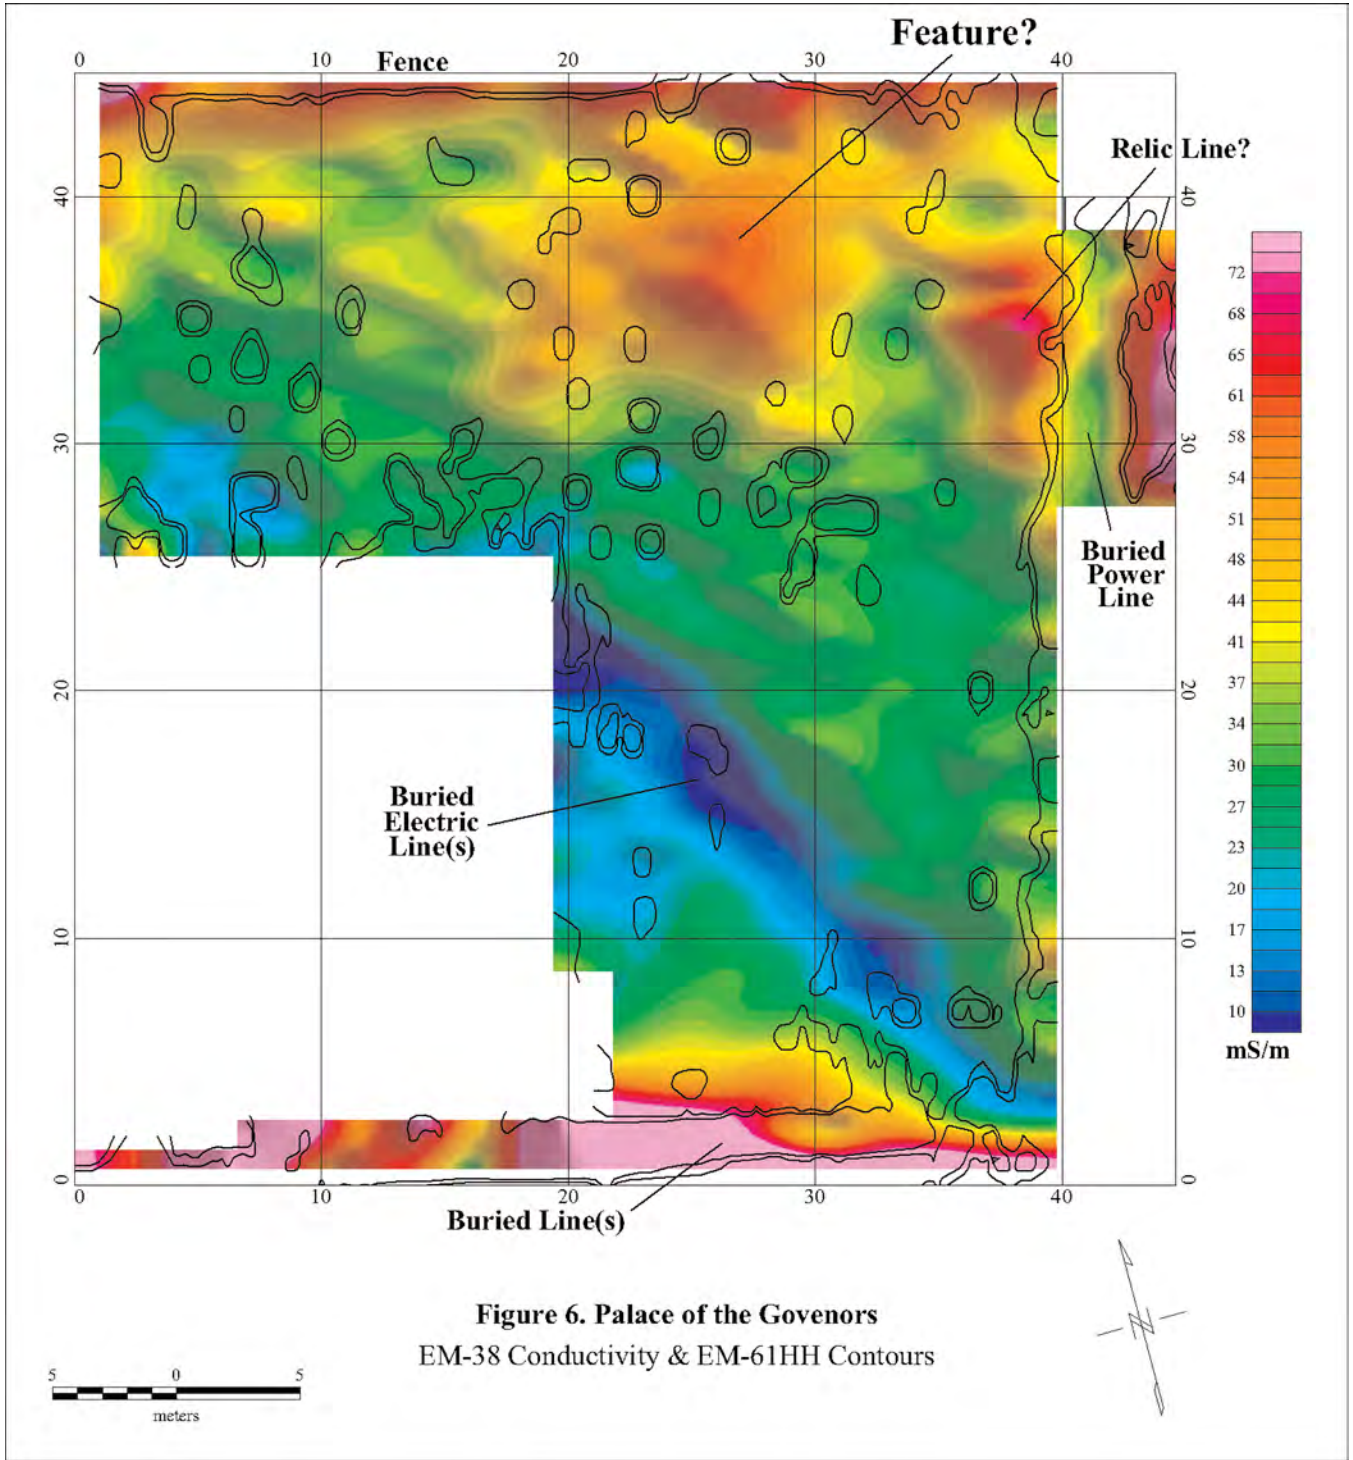 Feature?
0 10 Fence 20 30 40
Relic Line?
40 40
72
68
65
61
58
54
51
48
44
41
37
34
30
27
23
20
17
13
10
mS/m
30 30
Buried
Power
Line
20 20
Buried
Electric
Line(s)
10 10
0 0
0 10 20 30 40
Buried Line(s)
Figure 6. Palace of the Govenors
EM-38 Conductivity & EM-61HH Contours
5 0 5
meters
N